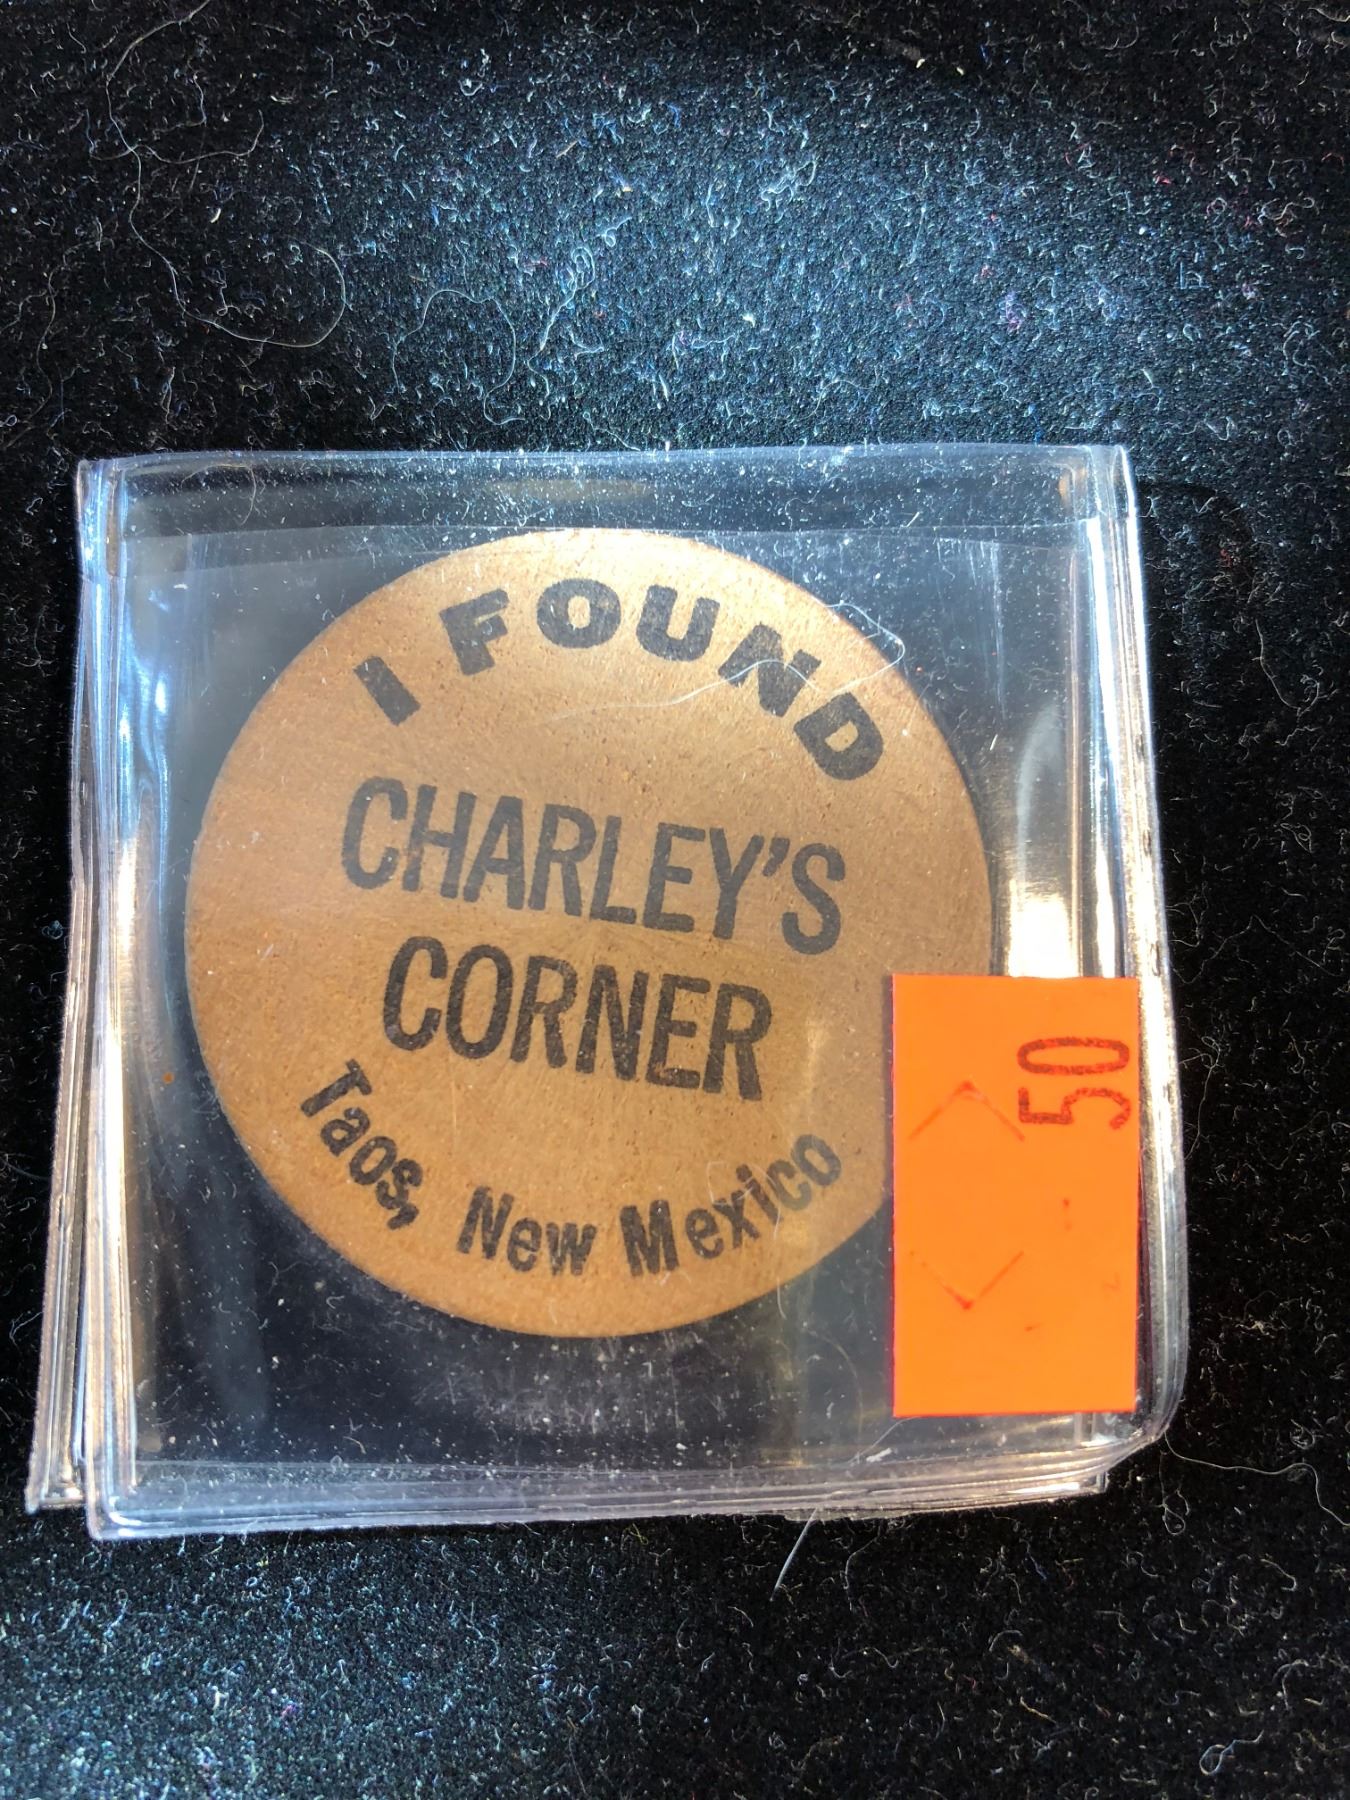 I FOUND
CHARLEY'S
CORNER
Taos, New Mexico
50